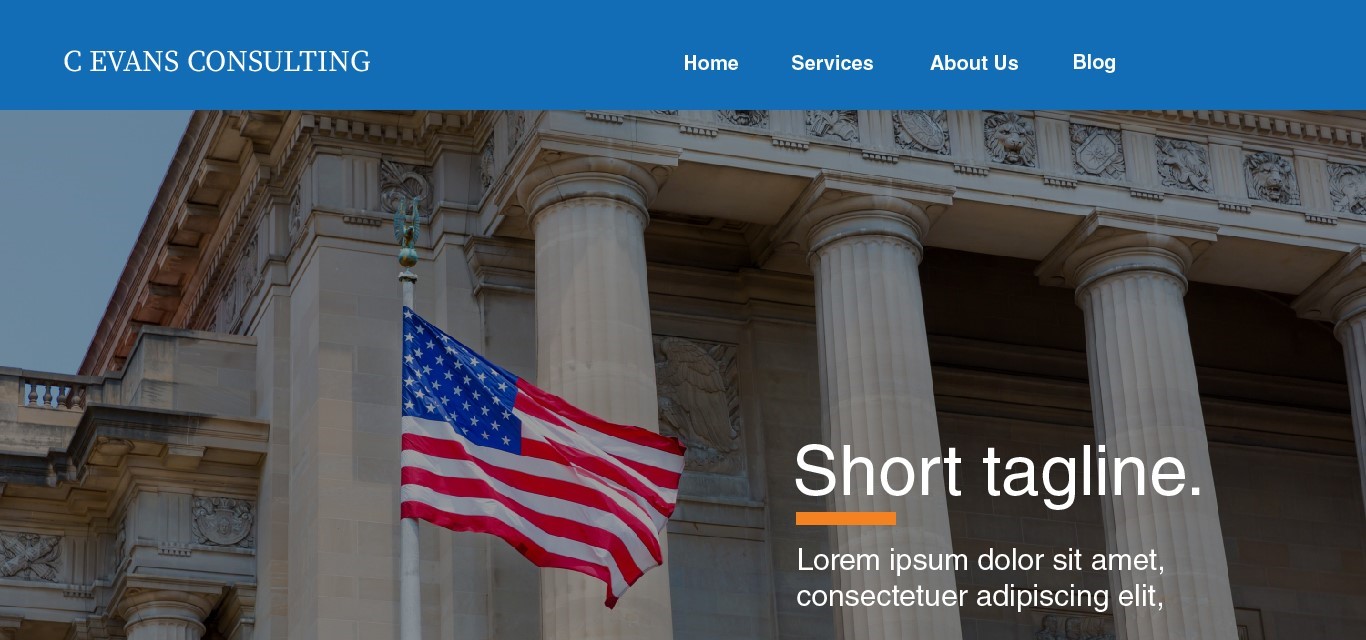 C EVANS CONSULTING
Home Services About Us Blog
Short tagline.
Lorem ipsum dolor sit amet,
consectetuer adipiscing elit,